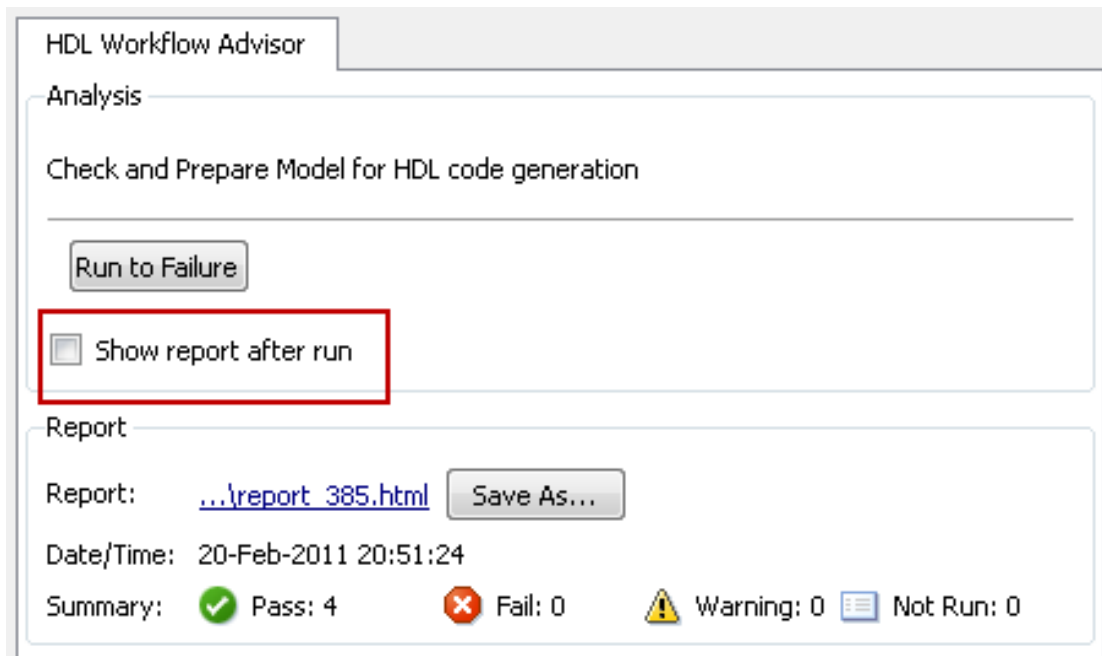 HDL Workflow Advisor
Analysis
Check and Prepare Model for HDL code generation
Run to Failure
Show report after run
Report
Report: ...\report_385.html Save As...
Date/Time: 20-Feb-2011 20:51:24
Summary: Pass: 4 Fail: 0 Warning: 0 Not Run: 0